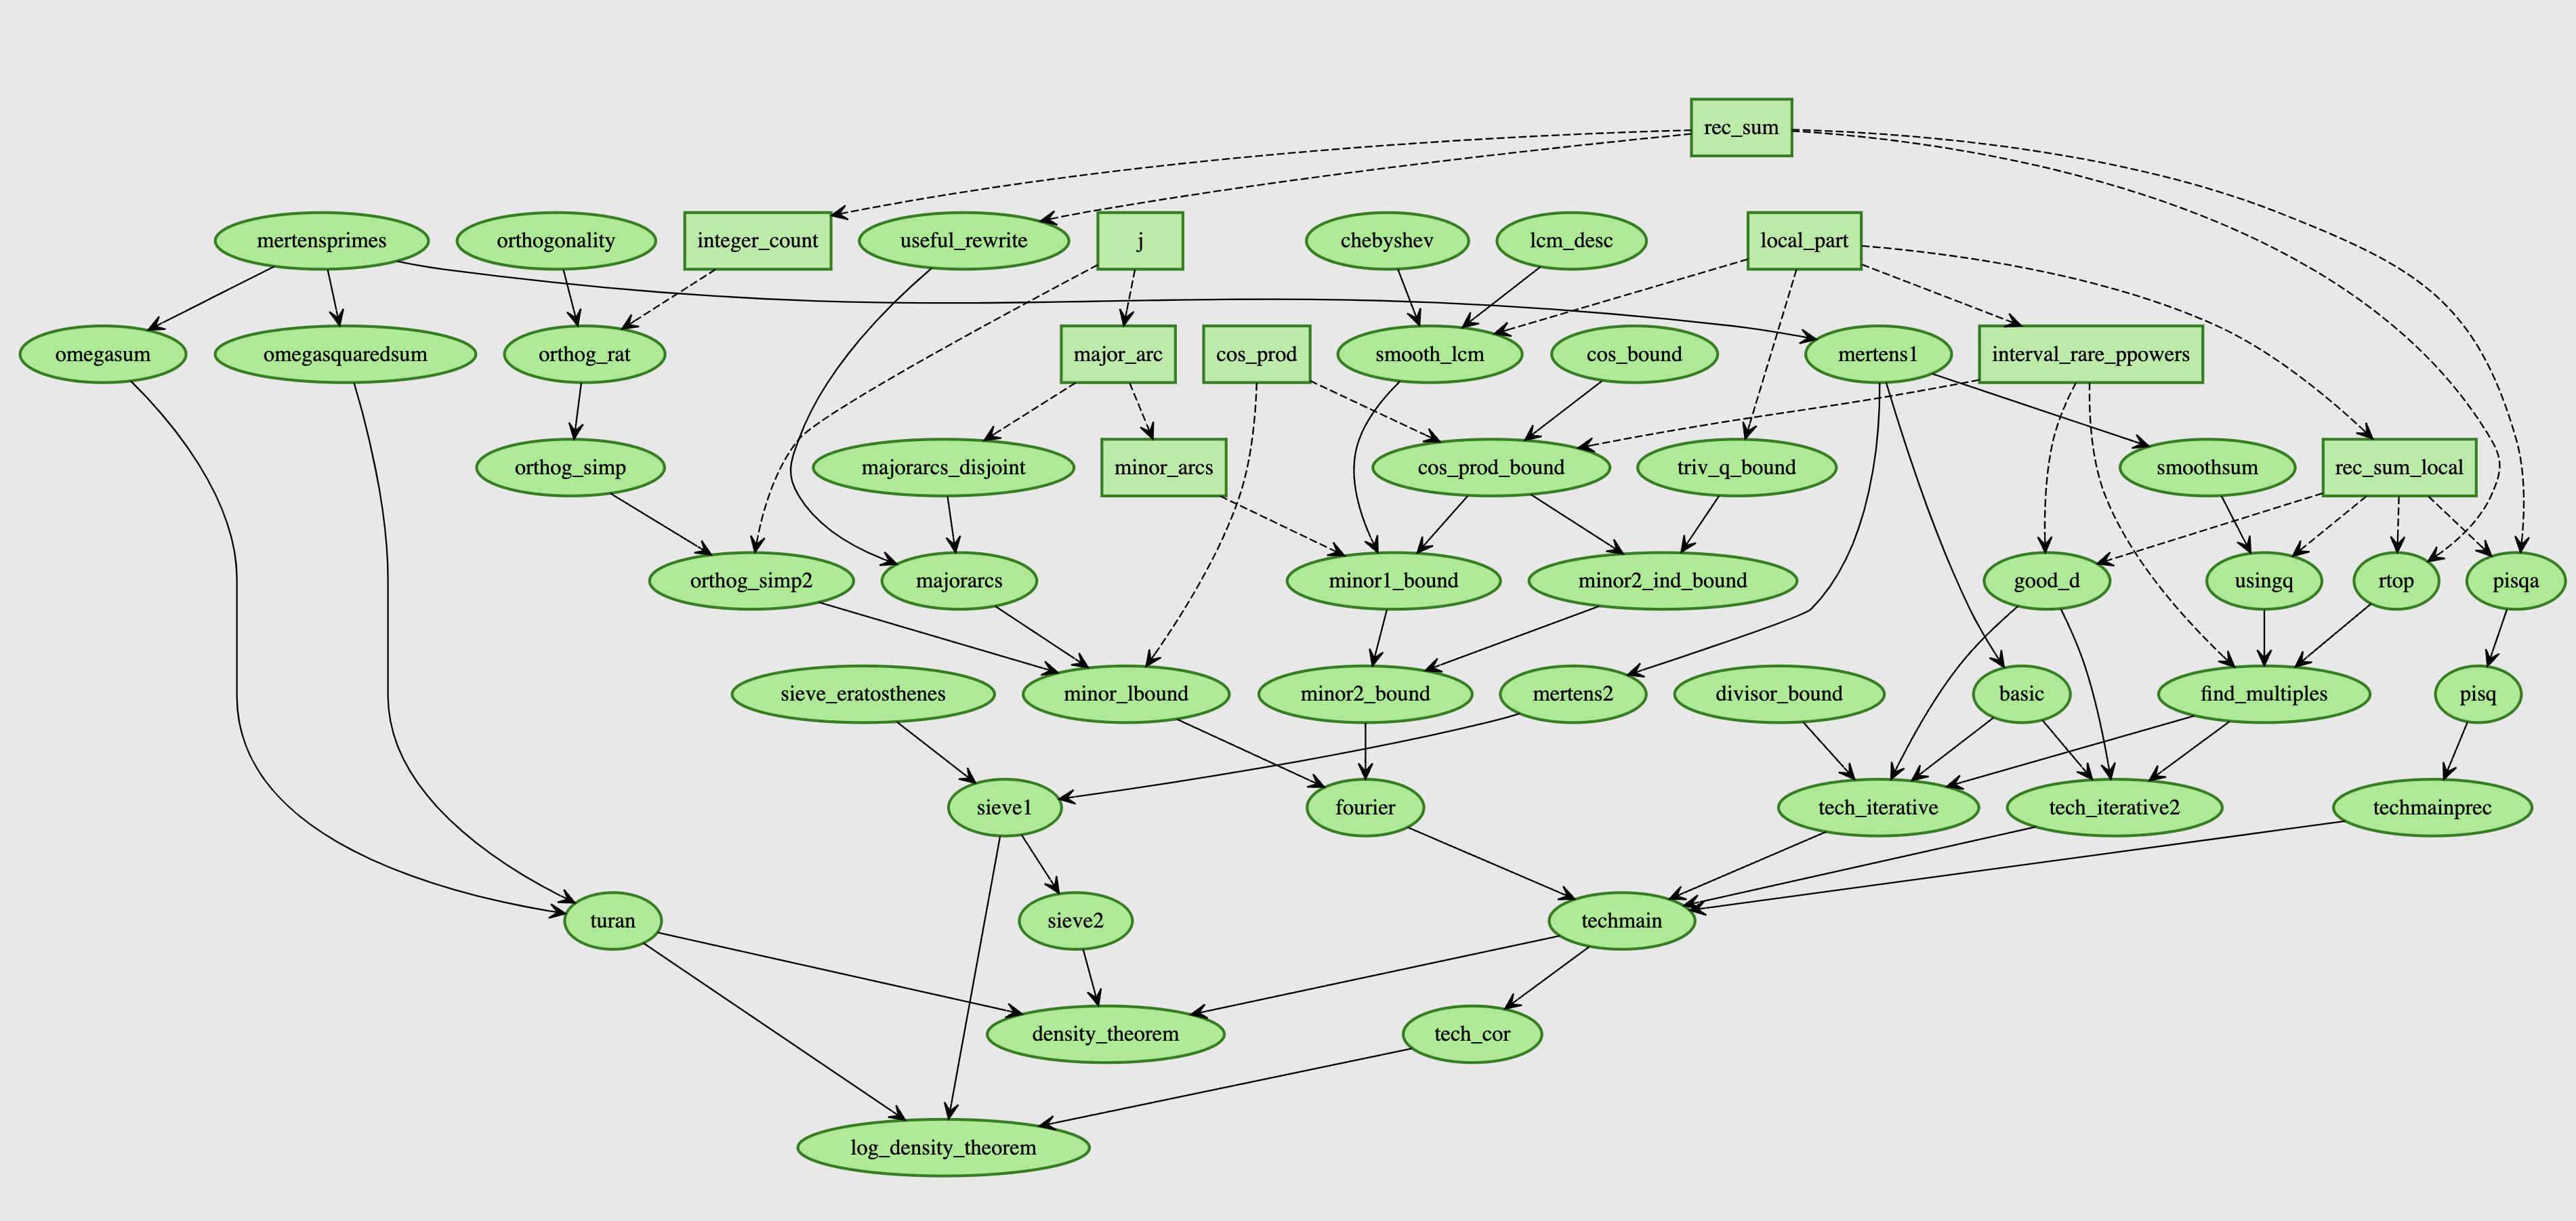 rec_sum
mertensprimes
orthogonality
integer_count
useful_rewrite
j
chebyshev
lcm_desc
local_part
omegasum
omegasquaredsum
orthog_rat
major_arc
cos_prod
smooth_lcm
cos_bound
mertens1
interval_rare_ppowers
orthog_simp
majorarcs_disjoint
minor_arcs
cos_prod_bound
triv_q_bound
smoothsum
rec_sum_local
orthog_simp2
majorarcs
minor1_bound
minor2_ind_bound
good_d
usingq
rtop
pisqa
sieve_eratosthenes
minor_lbound
minor2_bound
mertens2
divisor_bound
basic
find_multiples
pisq
sieve1
fourier
tech_iterative
tech_iterative2
techmainprec
turan
sieve2
techmain
density_theorem
tech_cor
log_density_theorem